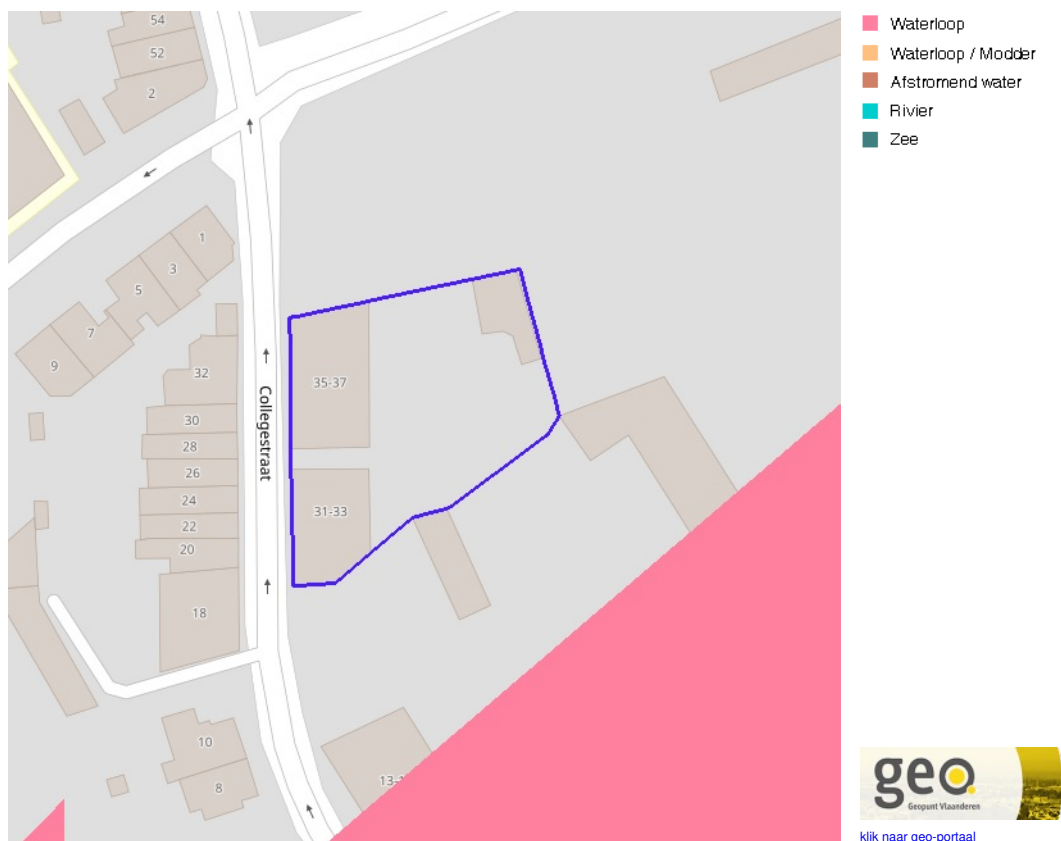 54
52
2
1
3
5
7
9
32
30
28
26
24
22
20
18
10
8
35-37
31-33
Collegestraat
Waterloop
Waterloop / Modder
Afstromend water
Rivier
Zee
geo
Geopunt Vlaanderen
klik naar geo-portaal